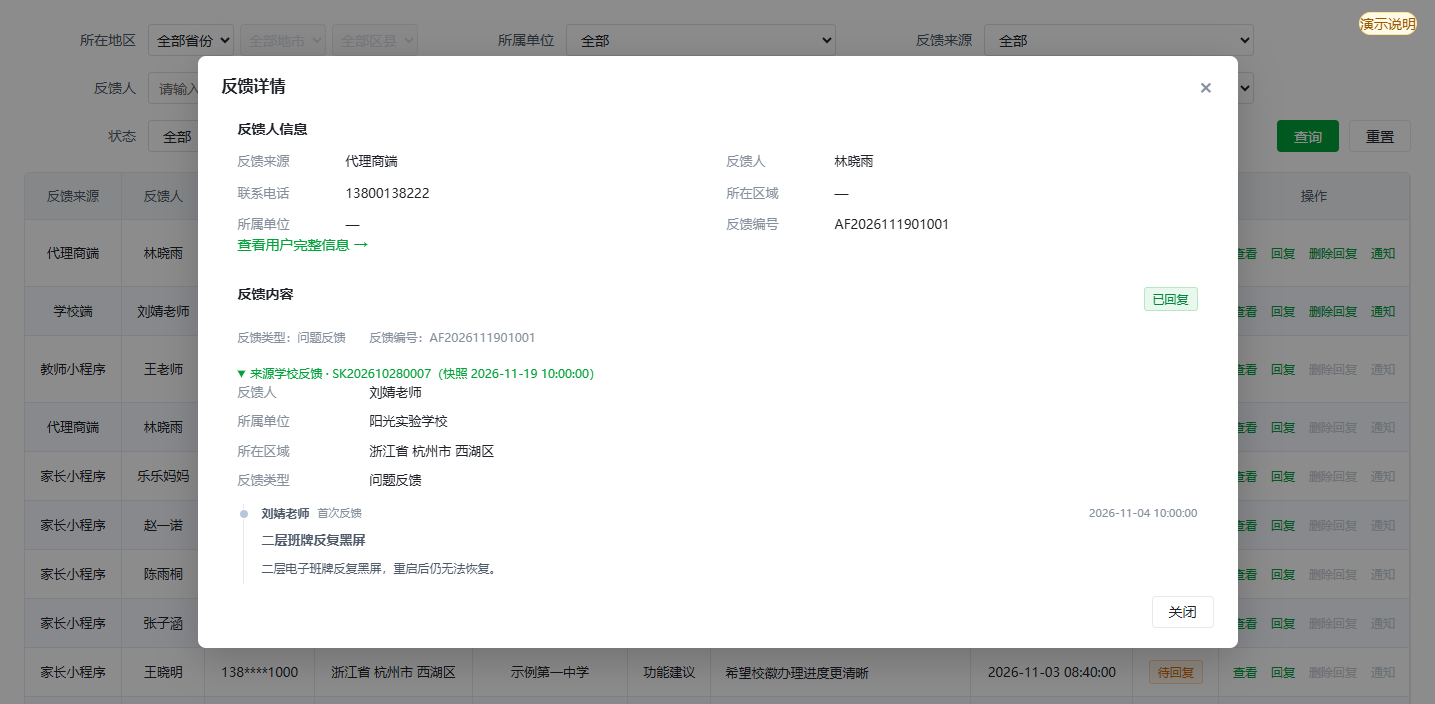 所在地区 全部省份 全部地市 全部区县 所属单位 全部 反馈来源 全部
演示说明
反馈人 请输入
状态 全部
查询 重置
反馈详情 ×
反馈人信息
反馈来源 代理商端 反馈人 林晓雨
联系电话 13800138222 所在区域 —
所属单位 — 反馈编号 AF2026111901001
查看用户完整信息 →
反馈内容 已回复
反馈类型：问题反馈 反馈编号：AF2026111901001
▼ 来源学校反馈 · SK202610280007（快照 2026-11-19 10:00:00）
反馈人 刘婧老师
所属单位 阳光实验学校
所在区域 浙江省 杭州市 西湖区
反馈类型 问题反馈
刘婧老师 首次反馈 2026-11-04 10:00:00
二层班牌反复黑屏
二层电子班牌反复黑屏，重启后仍无法恢复。
关闭
反馈来源 反馈人 操作
代理商端 林晓雨 查看 回复 删除回复 通知
学校端 刘婧老师 查看 回复 删除回复 通知
教师小程序 王老师 查看 回复 删除回复 通知
代理商端 林晓雨 查看 回复 删除回复 通知
家长小程序 乐乐妈妈 查看 回复 删除回复 通知
家长小程序 赵一诺 查看 回复 删除回复 通知
家长小程序 陈雨桐 查看 回复 删除回复 通知
家长小程序 张子涵 查看 回复 删除回复 通知
家长小程序 王晓明 138****1000 浙江省 杭州市 西湖区 示例第一中学 功能建议 希望校徽办理进度更清晰 2026-11-03 08:40:00 待回复 查看 回复 删除回复 通知